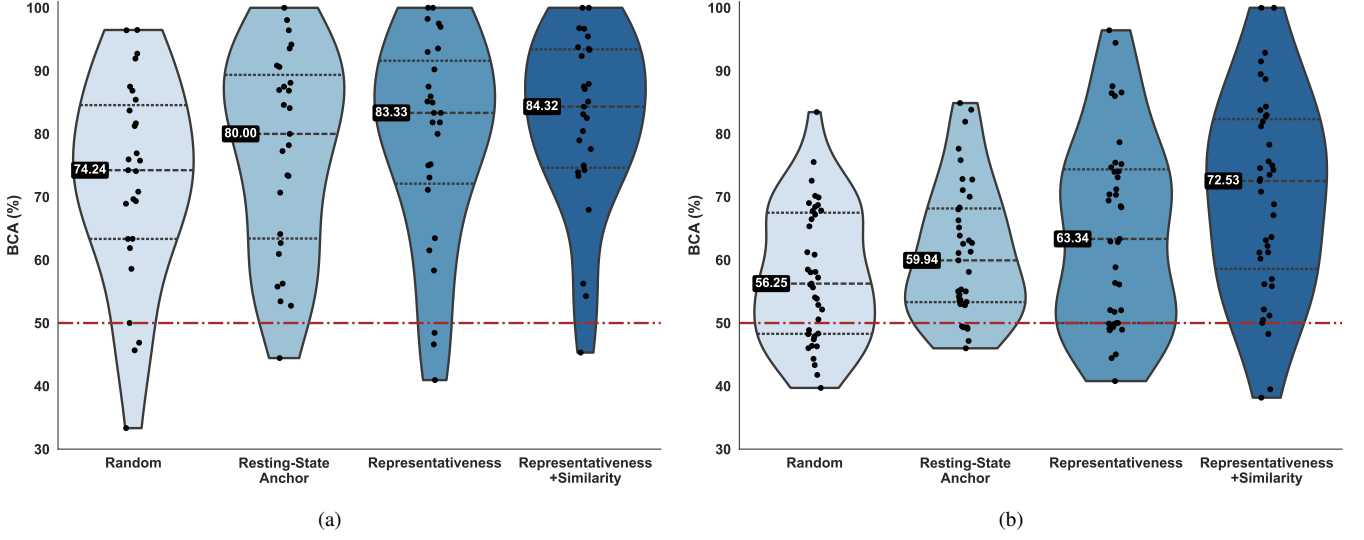 100
90
80
70
60
50
40
30
BCA (%)
74.24
80.00
83.33
84.32
Random
Resting-State
Anchor
Representativeness
Representativeness
+Similarity
(a)
100
90
80
70
60
50
40
30
BCA (%)
56.25
59.94
63.34
72.53
Random
Resting-State
Anchor
Representativeness
Representativeness
+Similarity
(b)